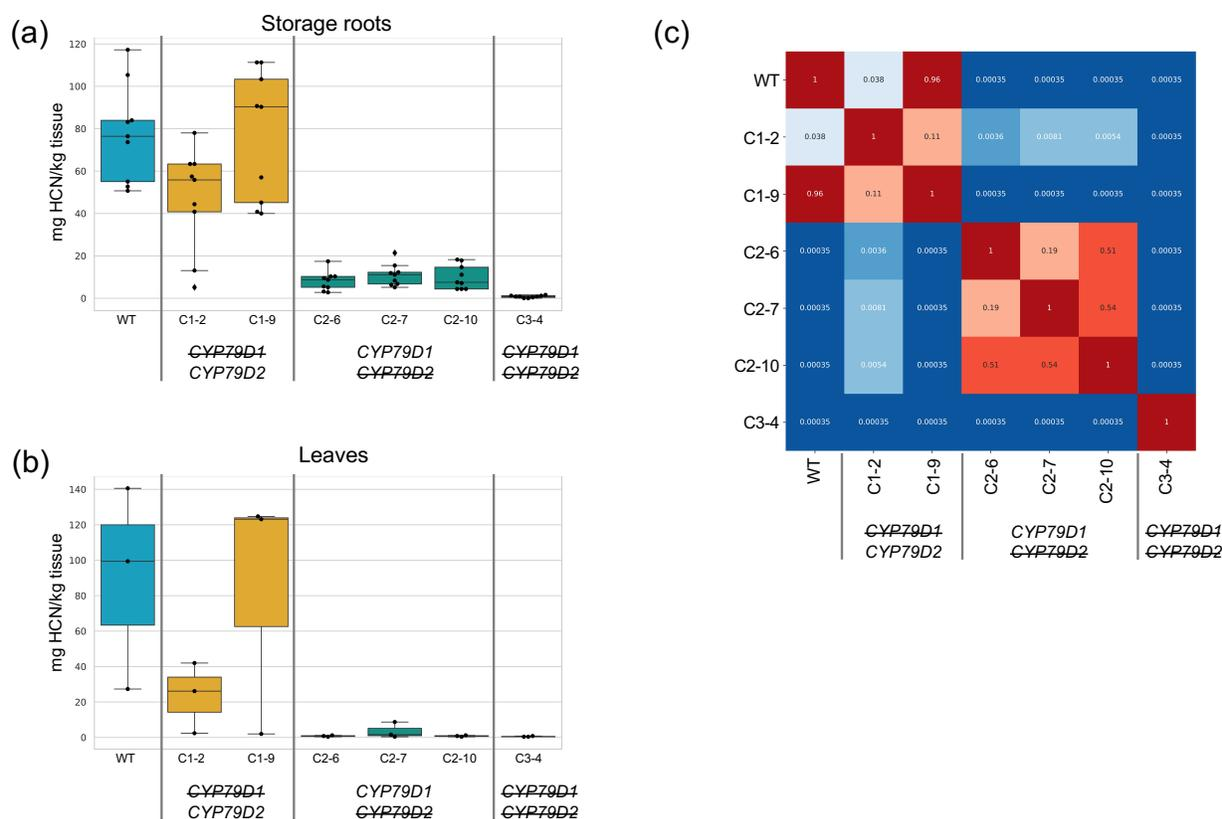 (a)
Storage roots
mg HCN/kg tissue
120
100
80
60
40
20
0
WT C1-2 C1-9 C2-6 C2-7 C2-10 C3-4
CYP79D1 CYP79D1 CYP79D1
CYP79D2 CYP79D2 CYP79D2
(b)
Leaves
mg HCN/kg tissue
140
120
100
80
60
40
20
0
WT C1-2 C1-9 C2-6 C2-7 C2-10 C3-4
CYP79D1 CYP79D1 CYP79D1
CYP79D2 CYP79D2 CYP79D2
(c)
WT 1 0.038 0.96 0.00035 0.00035 0.00035 0.00035
C1-2 0.038 1 0.11 0.0036 0.0081 0.0054 0.00035
C1-9 0.96 0.11 1 0.00035 0.00035 0.00035 0.00035
C2-6 0.00035 0.0036 0.00035 1 0.19 0.51 0.00035
C2-7 0.00035 0.0081 0.00035 0.19 1 0.54 0.00035
C2-10 0.00035 0.0054 0.00035 0.51 0.54 1 0.00035
C3-4 0.00035 0.00035 0.00035 0.00035 0.00035 0.00035 1
WT C1-2 C1-9 C2-6 C2-7 C2-10 C3-4
CYP79D1 CYP79D1 CYP79D1
CYP79D2 CYP79D2 CYP79D2